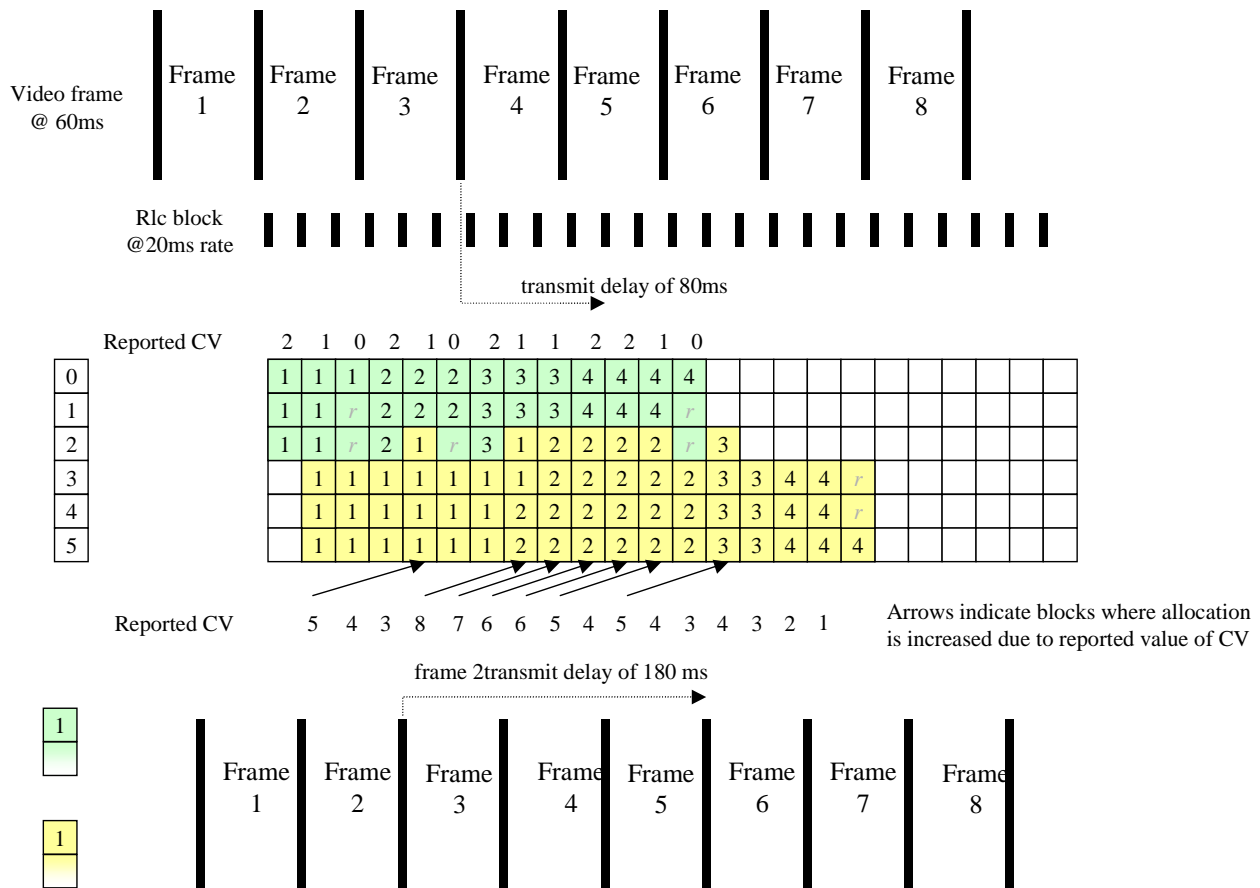 Frame 1 Frame 2 Frame 3 Frame 4 Frame 5 Frame 6 Frame 7 Frame 8
Video frame
@ 60ms
Rlc block
@20ms rate
transmit delay of 80ms
Reported CV 2 1 0 2 1 0 2 1 1 2 2 1 0
0 1 1 1 2 2 2 3 3 3 4 4 4 4
1 1 1 r 2 2 2 3 3 3 4 4 4 r
2 1 1 r 2 1 r 3 1 2 2 2 2 r 3
3 1 1 1 1 1 1 1 2 2 2 2 2 3 3 4 4 r
4 1 1 1 1 1 1 2 2 2 2 2 2 3 3 4 4 r
5 1 1 1 1 1 1 2 2 2 2 2 2 3 3 4 4 4
Reported CV 5 4 3 8 7 6 6 5 4 5 4 3 4 3 2 1
Arrows indicate blocks where allocation
is increased due to reported value of CV
frame 2transmit delay of 180 ms
1
Frame 1 Frame 2 Frame 3 Frame 4 Frame 5 Frame 6 Frame 7 Frame 8
1